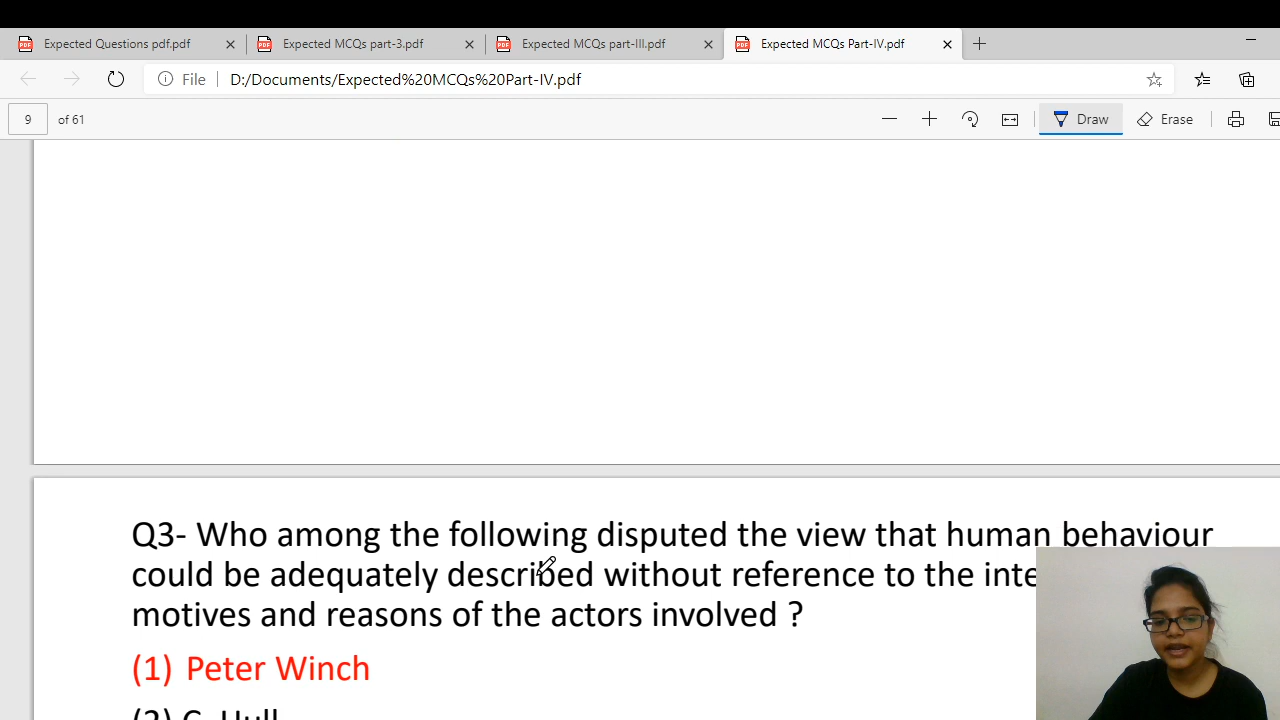 Expected Questions pdf.pdf
Expected MCQs part-3.pdf
Expected MCQs part-III.pdf
Expected MCQs Part-IV.pdf
File
D:/Documents/Expected%20MCQs%20Part-IV.pdf
9 of 61
Draw
Erase
Q3- Who among the following disputed the view that human behaviour
could be adequately described without reference to the
motives and reasons of the actors involved ?
(1) Peter Winch
(2) C. Hull